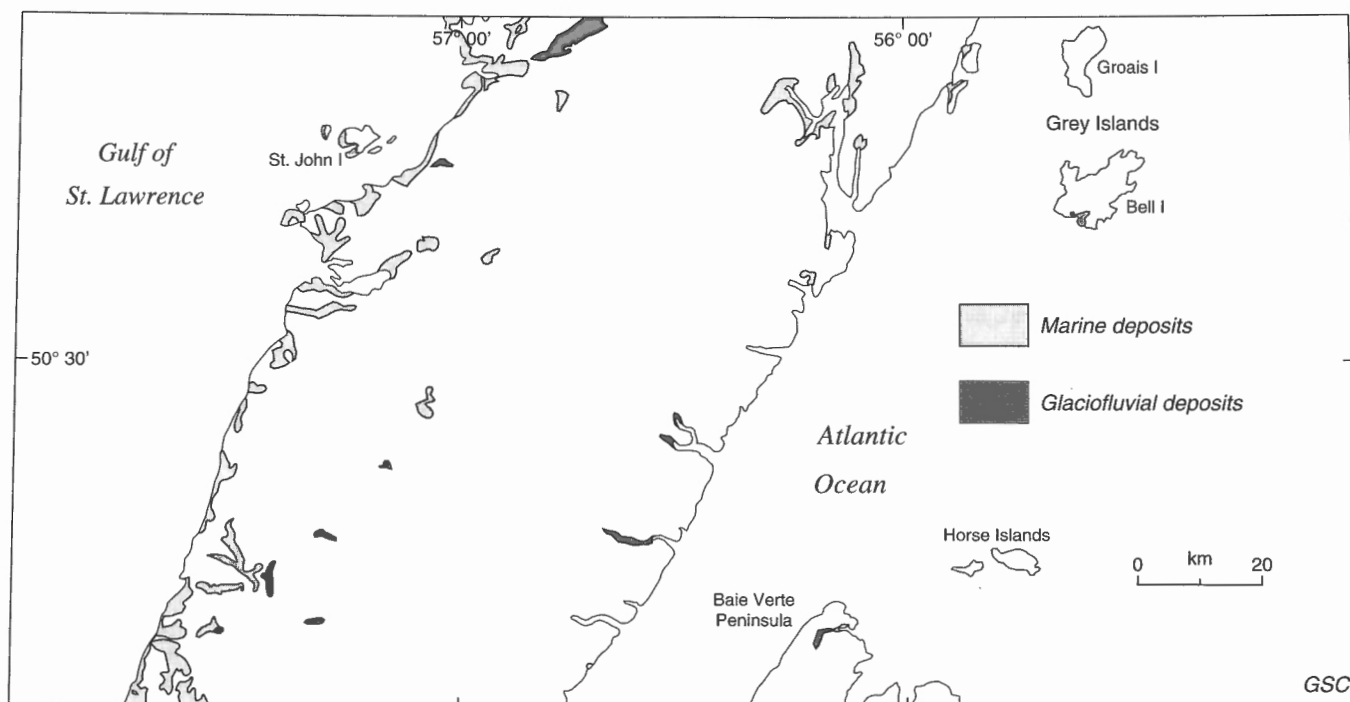 57° 00'
56° 00'
Groais I
Grey Islands
Gulf of
St. Lawrence
St. John I
Bell I
Marine deposits
50° 30'
Glaciofluvial deposits
Atlantic
Ocean
Horse Islands
km
0 20
Baie Verte
Peninsula
GSC